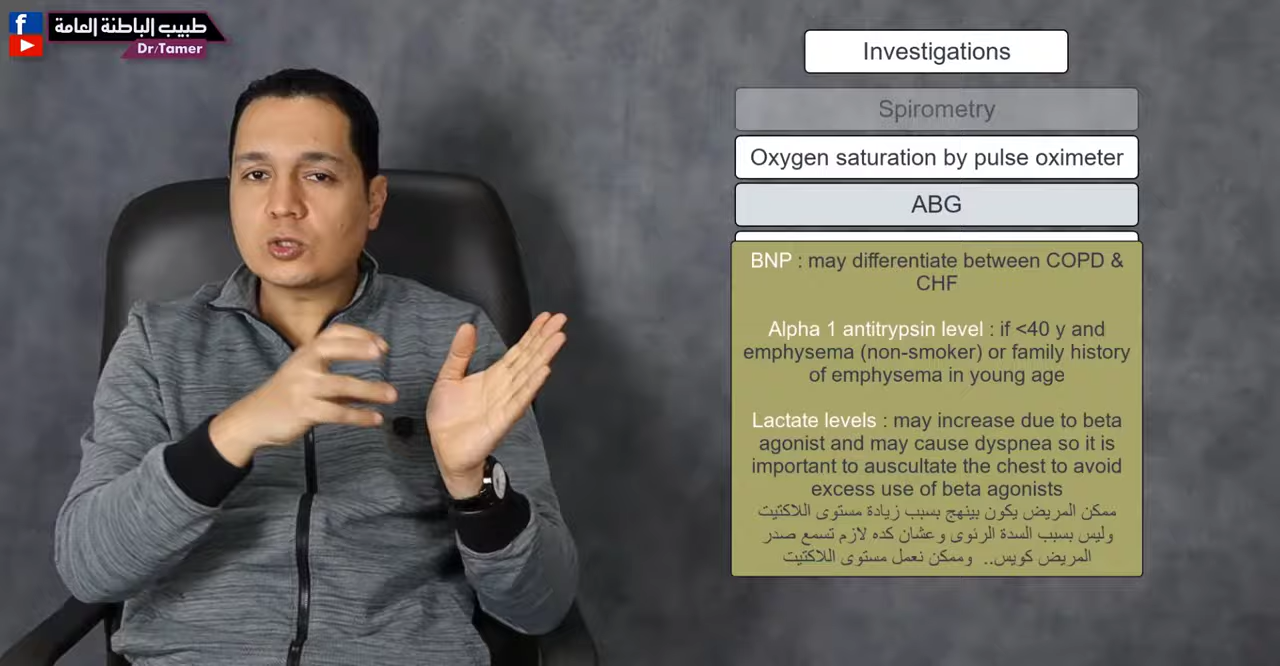 f
طبيب الباطنة العامة
Dr/Tamer
Investigations
Spirometry
Oxygen saturation by pulse oximeter
ABG
BNP : may differentiate between COPD &
CHF
Alpha 1 antitrypsin level : if <40 y and
emphysema (non-smoker) or family history
of emphysema in young age
Lactate levels : may increase due to beta
agonist and may cause dyspnea so it is
important to auscultate the chest to avoid
excess use of beta agonists
ممكن المريض يكون بينهج بسبب زيادة مستوى اللاكتيت
وليس بسبب السدة الرئوى وعشان كده لازم تسمع صدر
المريض كويس.. وممكن نعمل مستوى اللاكتيت